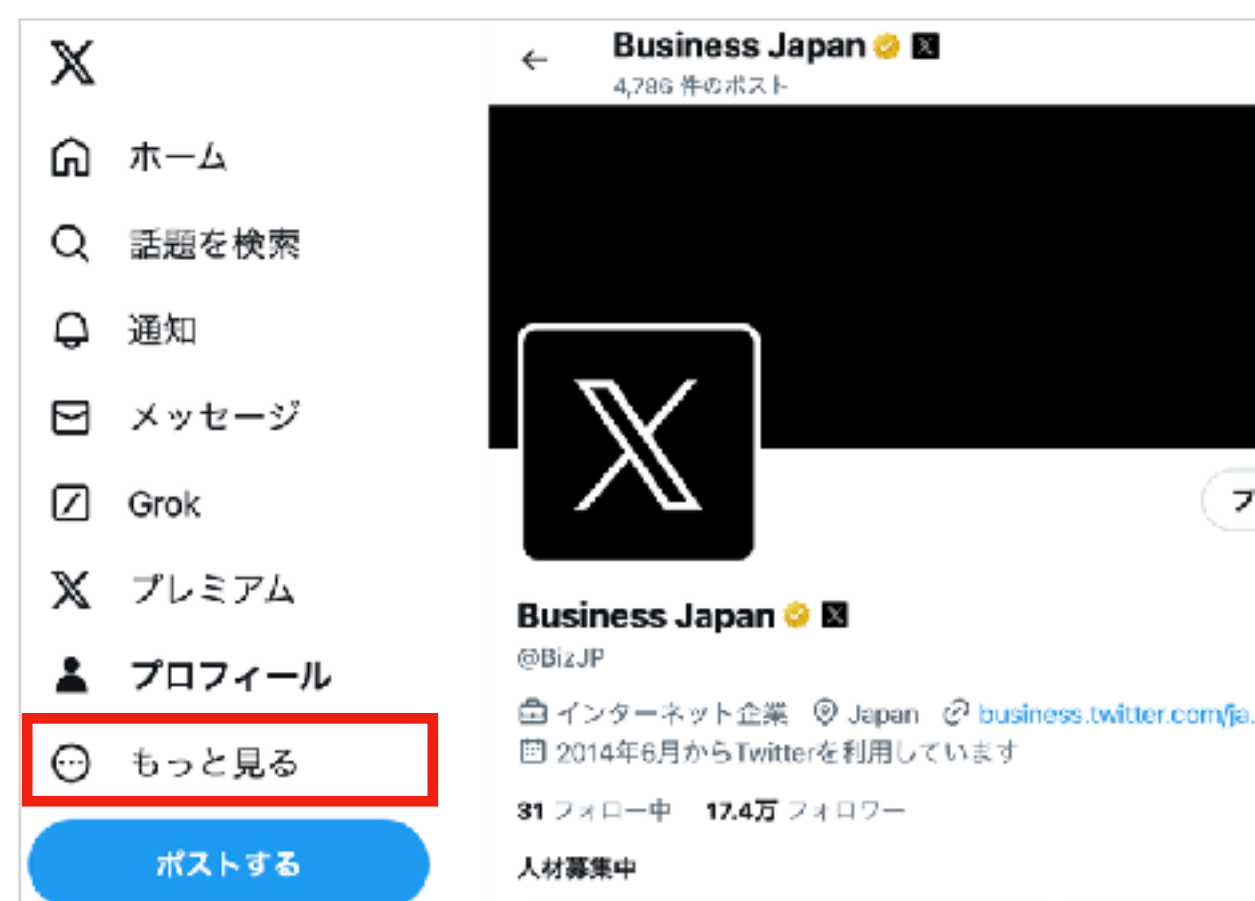 ホーム
話題を検索
通知
メッセージ
Grok
プレミアム
プロフィール
もっと見る
ポストする
Business Japan
4,786 件のポスト
プ
Business Japan
@BizJP
インターネット企業 Japan business.twitter.com/ja.
2014年6月からTwitterを利用しています
31 フォロー中 17.4万 フォロワー
人材募集中